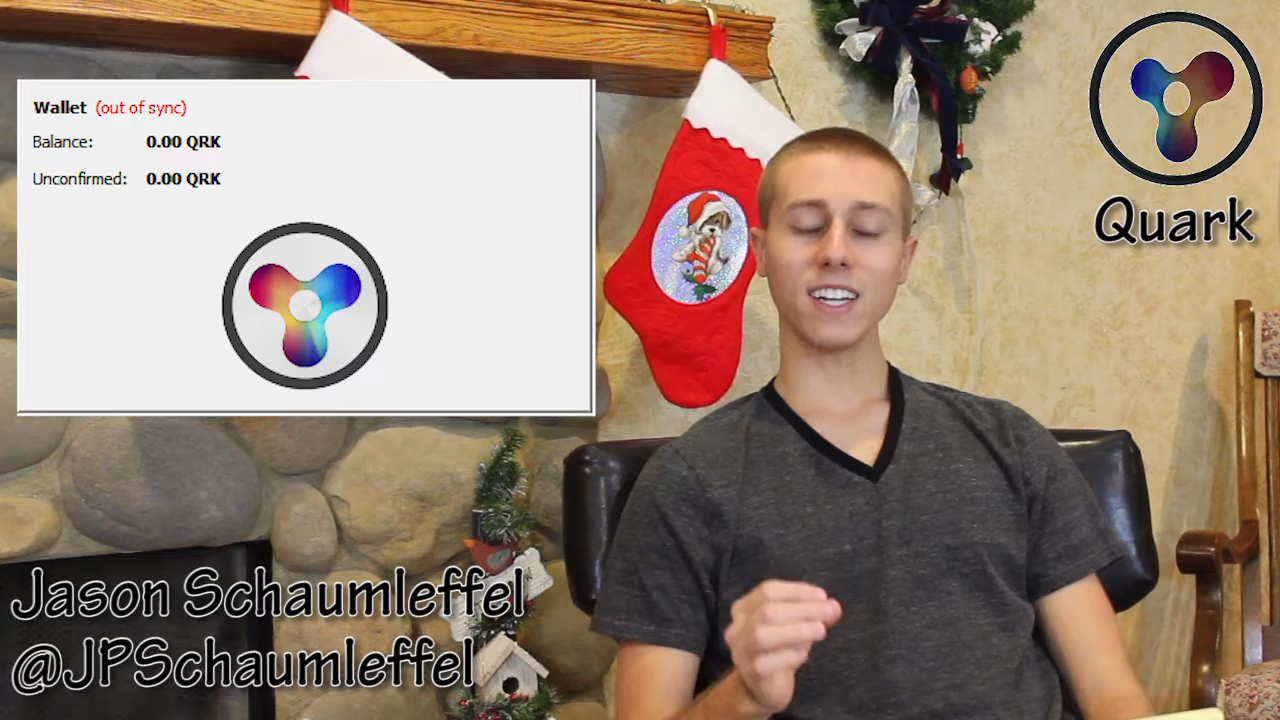 Wallet (out of sync)
Balance: 0.00 QRK
Unconfirmed: 0.00 QRK
Quark
Jason Schaumleffel
@JPSchaumleffel